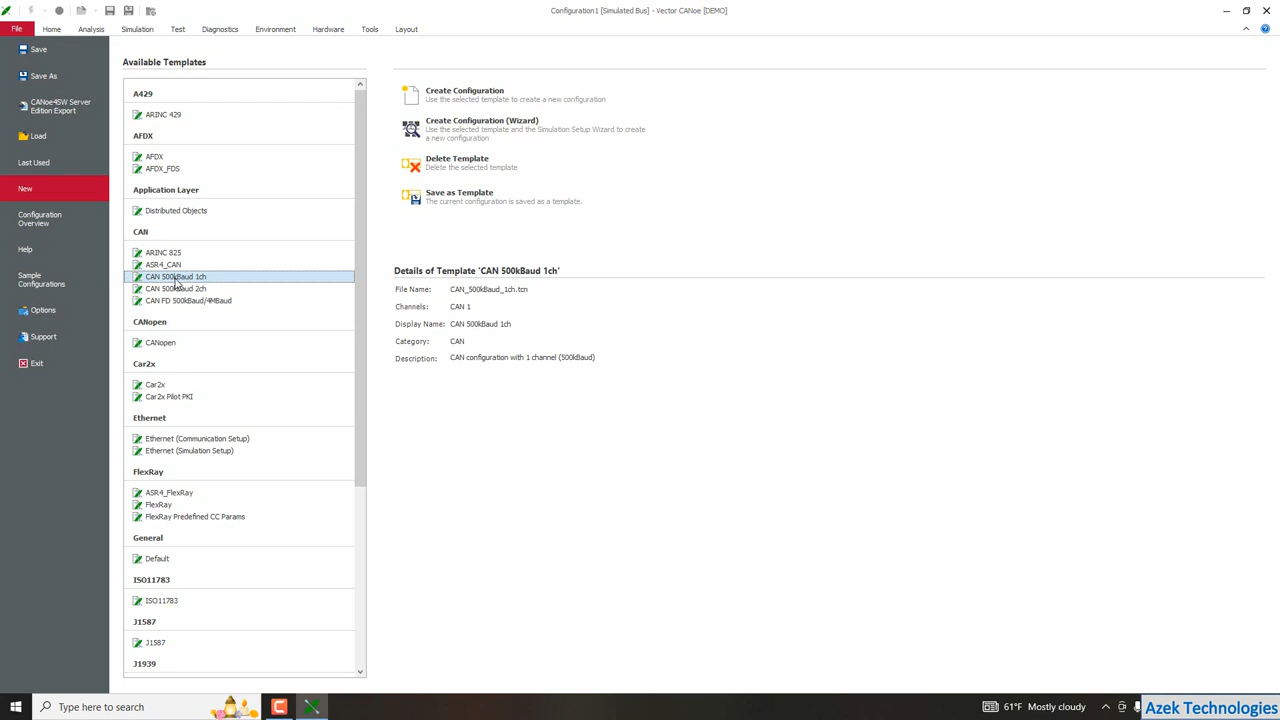 Configuration1 [Simulated Bus] - Vector CANoe [DEMO]
File Home Analysis Simulation Test Diagnostics Environment Hardware Tools Layout
Save
Save As
CANoe4SW Server
Edition Export
Load
Last Used
New
Configuration
Overview
Help
Sample
Configurations
Options
Support
Exit
Available Templates
A429
ARINC 429
AFDX
AFDX
AFDX_FDS
Application Layer
Distributed Objects
CAN
ARINC 825
ASR4_CAN
CAN 500kBaud 1ch
CAN 500kBaud 2ch
CAN FD 500kBaud/4MBaud
CANopen
CANopen
Car2x
Car2x
Car2x Pilot PKI
Ethernet
Ethernet (Communication Setup)
Ethernet (Simulation Setup)
FlexRay
ASR4_FlexRay
FlexRay
FlexRay Predefined CC Params
General
Default
ISO11783
ISO11783
J1587
J1587
J1939
Create Configuration
Use the selected template to create a new configuration
Create Configuration (Wizard)
Use the selected template and the Simulation Setup Wizard to create
a new configuration
Delete Template
Delete the selected template
Save as Template
The current configuration is saved as a template.
Details of Template 'CAN 500kBaud 1ch'
File Name: CAN_500kBaud_1ch.tcn
Channels: CAN 1
Display Name: CAN 500kBaud 1ch
Category: CAN
Description: CAN configuration with 1 channel (500kBaud)
Type here to search
61°F Mostly cloudy
Azek Technologies